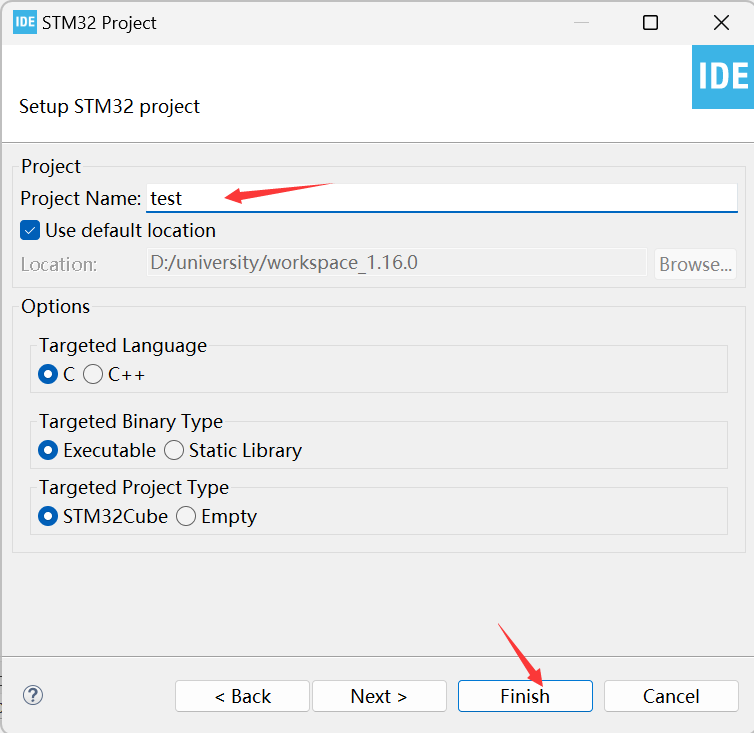 IDE STM32 Project
IDE
Setup STM32 project
Project
Project Name: test
Use default location
Location: D:/university/workspace_1.16.0 Browse...
Options
Targeted Language
C C++
Targeted Binary Type
Executable Static Library
Targeted Project Type
STM32Cube Empty
? < Back Next > Finish Cancel